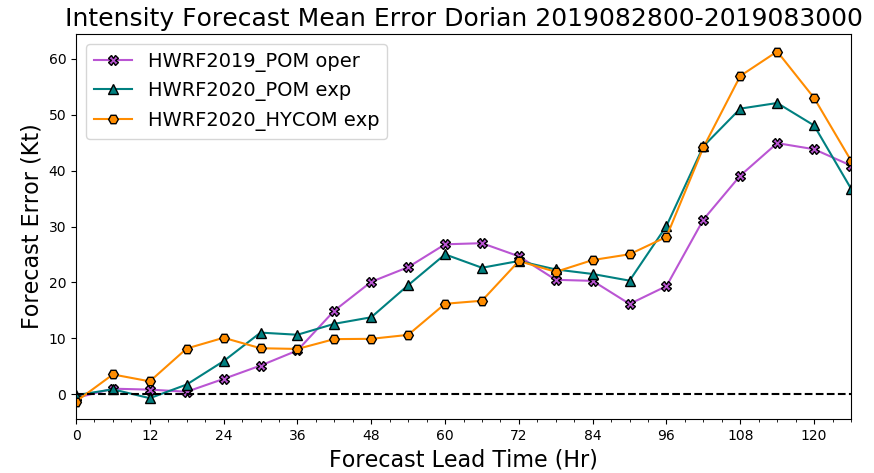 Intensity Forecast Mean Error Dorian 2019082800-2019083000
HWRF2019_POM oper
HWRF2020_POM exp
HWRF2020_HYCOM exp
Forecast Error (Kt)
60
50
40
30
20
10
0
0 12 24 36 48 60 72 84 96 108 120
Forecast Lead Time (Hr)